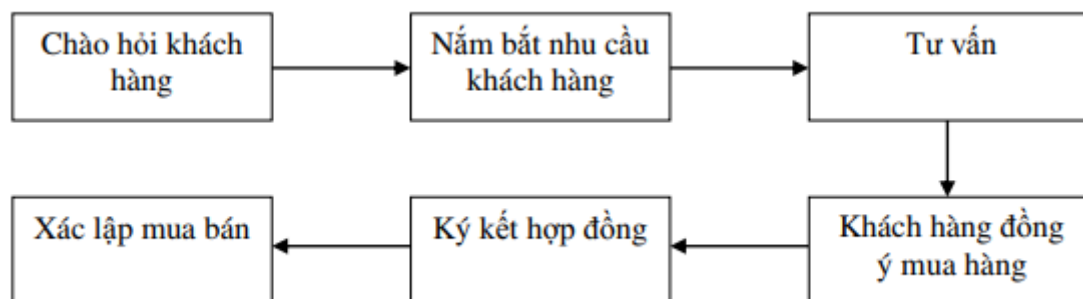 Chào hỏi khách
hàng
Nắm bắt nhu cầu
khách hàng
Tư vấn
Khách hàng đồng
ý mua hàng
Ký kết hợp đồng
Xác lập mua bán